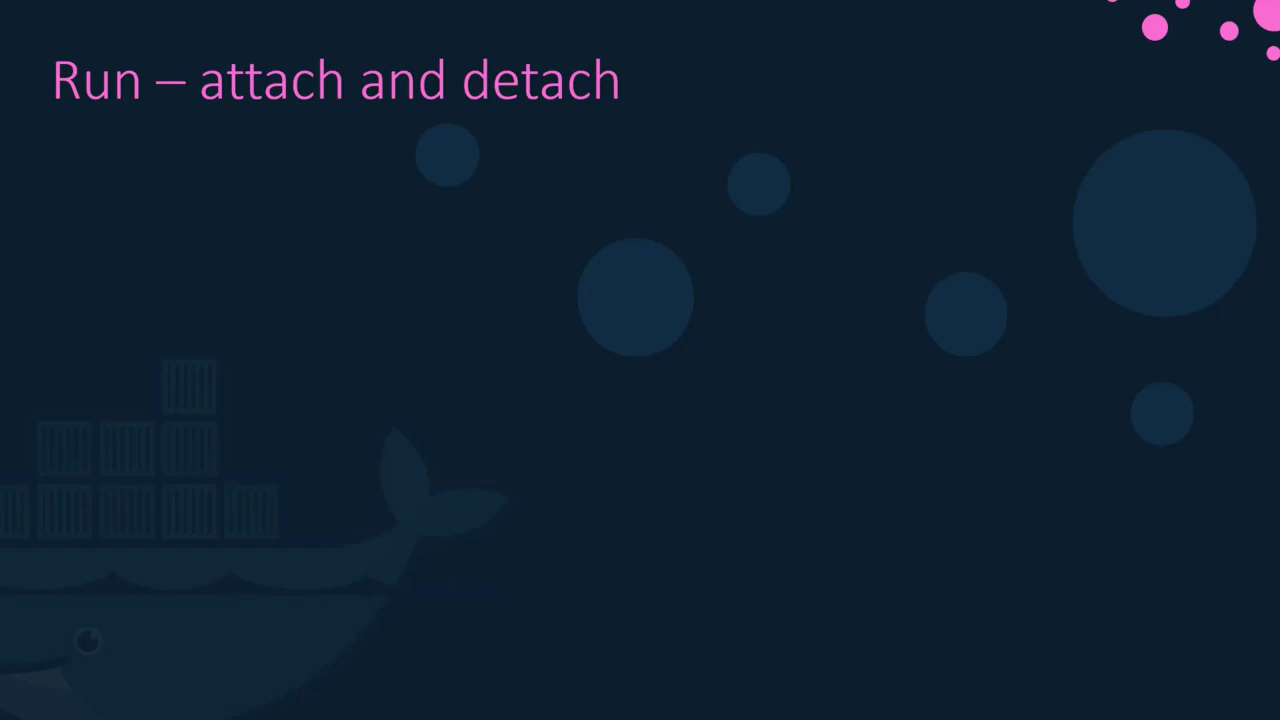 Run – attach and detach